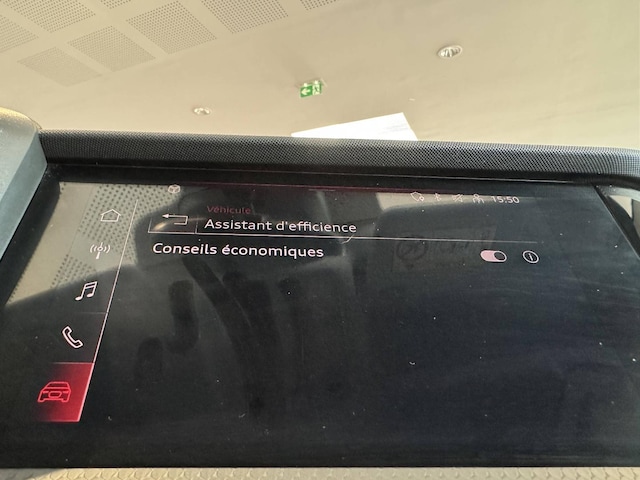 15:50
Véhicule
Assistant d'efficience
Conseils économiques